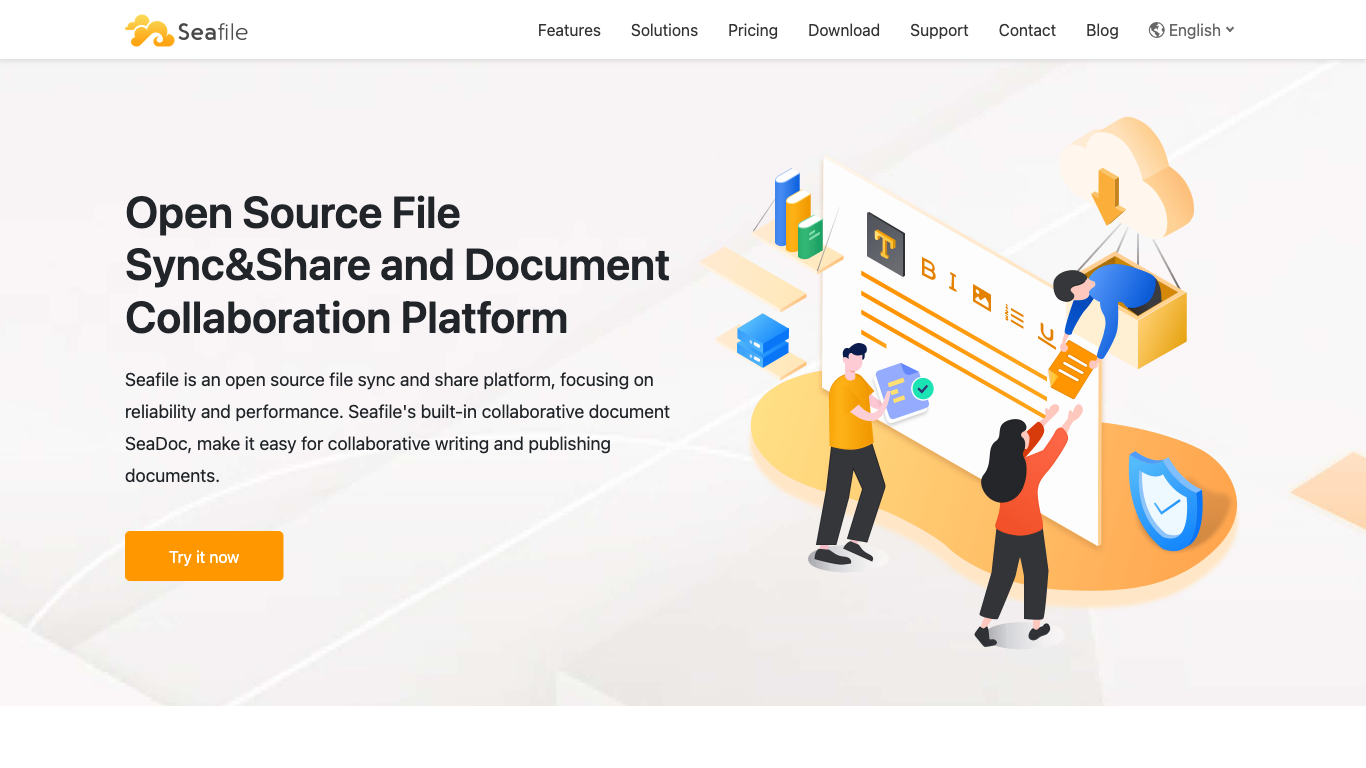 Seafile
Features
Solutions
Pricing
Download
Support
Contact
Blog
English
Open Source File
Sync&Share and Document
Collaboration Platform
Seafile is an open source file sync and share platform, focusing on
reliability and performance. Seafile's built-in collaborative document
SeaDoc, make it easy for collaborative writing and publishing
documents.
Try it now
T B I U